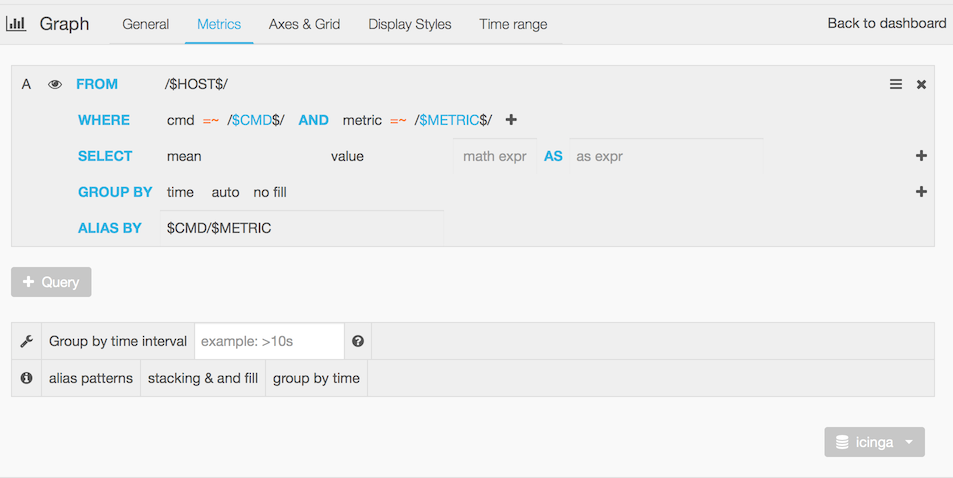 Graph General Metrics Axes & Grid Display Styles Time range Back to dashboard
A FROM /$HOST$/
WHERE cmd =~ /$CMD$/ AND metric =~ /$METRIC$/
SELECT mean value math expr AS as expr
GROUP BY time auto no fill
ALIAS BY $CMD/$METRIC
Query
Group by time interval example: >10s
alias patterns stacking & and fill group by time
icinga